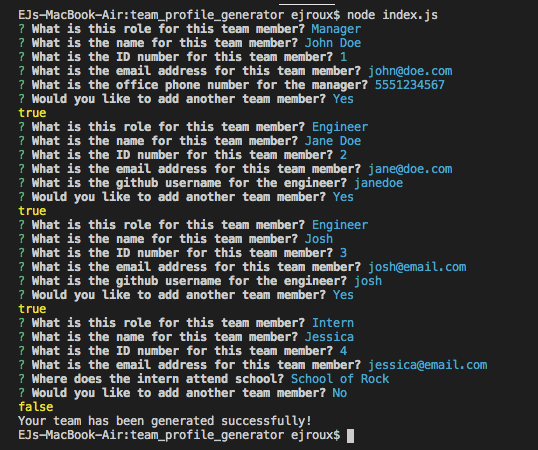 EJs-MacBook-Air:team_profile_generator ejroux$ node index.js
? What is this role for this team member? Manager
? What is the name for this team member? John Doe
? What is the ID number for this team member? 1
? What is the email address for this team member? john@doe.com
? What is the office phone number for the manager? 5551234567
? Would you like to add another team member? Yes
true
? What is this role for this team member? Engineer
? What is the name for this team member? Jane Doe
? What is the ID number for this team member? 2
? What is the email address for this team member? jane@doe.com
? What is the github username for the engineer? janedoe
? Would you like to add another team member? Yes
true
? What is this role for this team member? Engineer
? What is the name for this team member? Josh
? What is the ID number for this team member? 3
? What is the email address for this team member? josh@email.com
? What is the github username for the engineer? josh
? Would you like to add another team member? Yes
true
? What is this role for this team member? Intern
? What is the name for this team member? Jessica
? What is the ID number for this team member? 4
? What is the email address for this team member? jessica@email.com
? Where does the intern attend school? School of Rock
? Would you like to add another team member? No
false
Your team has been generated successfully!
EJs-MacBook-Air:team_profile_generator ejroux$